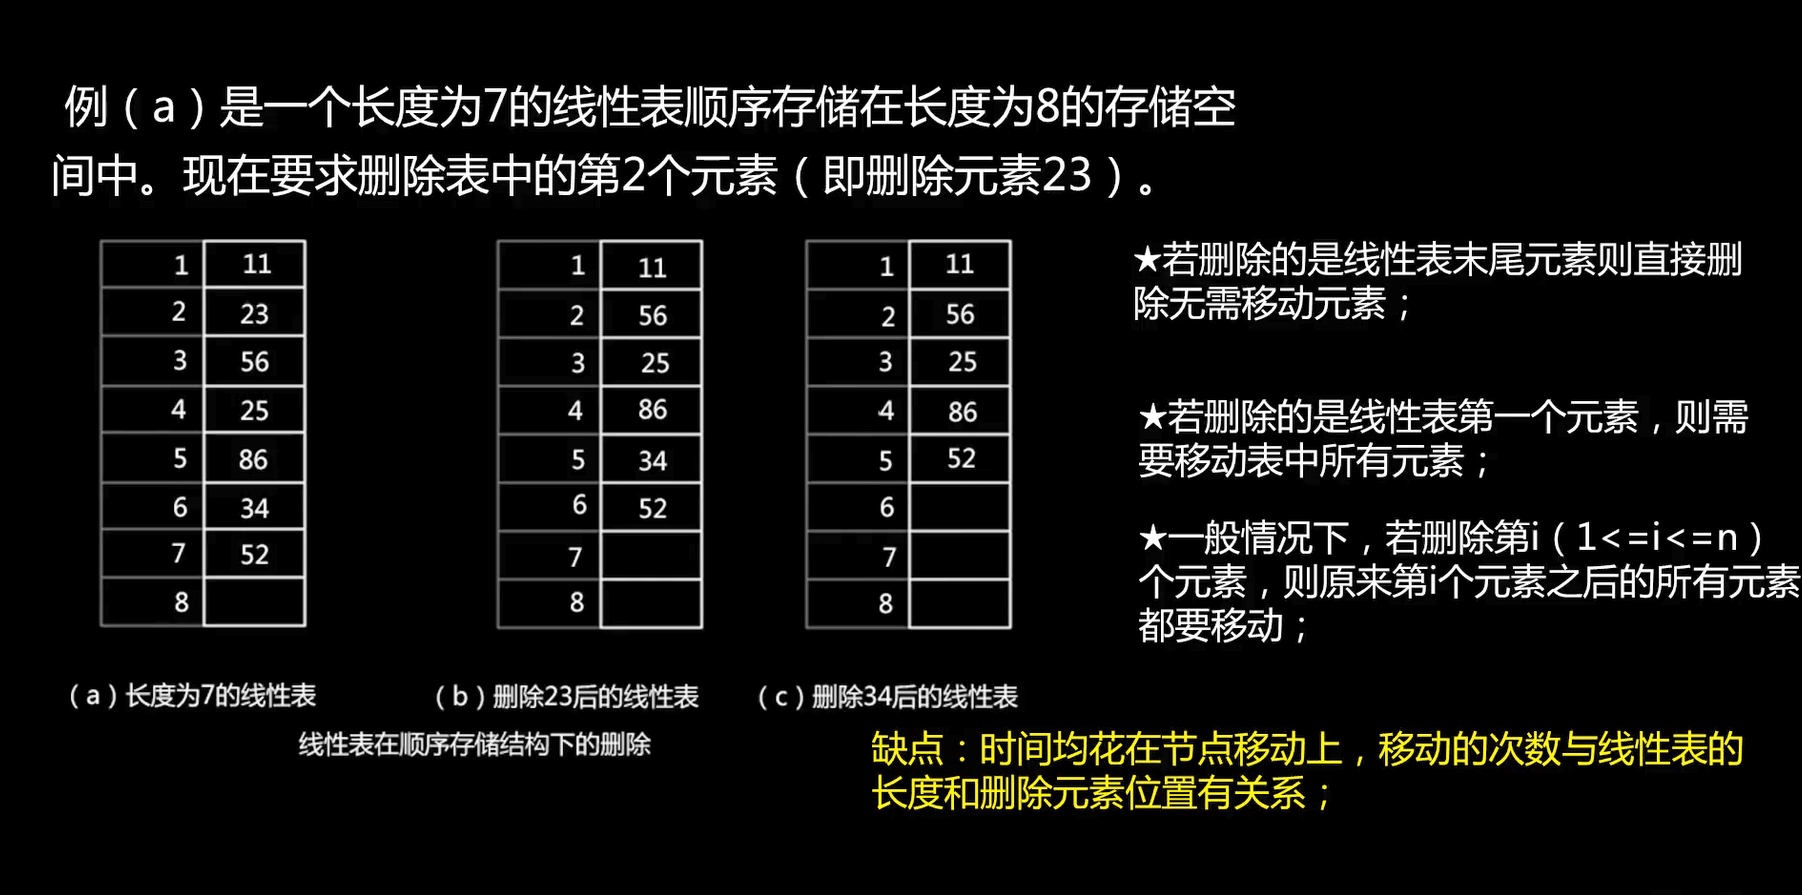 例（a）是一个长度为7的线性表顺序存储在长度为8的存储空
间中。现在要求删除表中的第2个元素（即删除元素23）。
1 11
2 23
3 56
4 25
5 86
6 34
7 52
8
（a）长度为7的线性表
1 11
2 56
3 25
4 86
5 34
6 52
7
8
（b）删除23后的线性表
1 11
2 56
3 25
4 86
5 52
6
7
8
（c）删除34后的线性表
线性表在顺序存储结构下的删除
★若删除的是线性表末尾元素则直接删
除无需移动元素；
★若删除的是线性表第一个元素，则需
要移动表中所有元素；
★一般情况下，若删除第i（1<=i<=n）
个元素，则原来第i个元素之后的所有元素
都要移动；
缺点：时间均花在节点移动上，移动的次数与线性表的
长度和删除元素位置有关系；